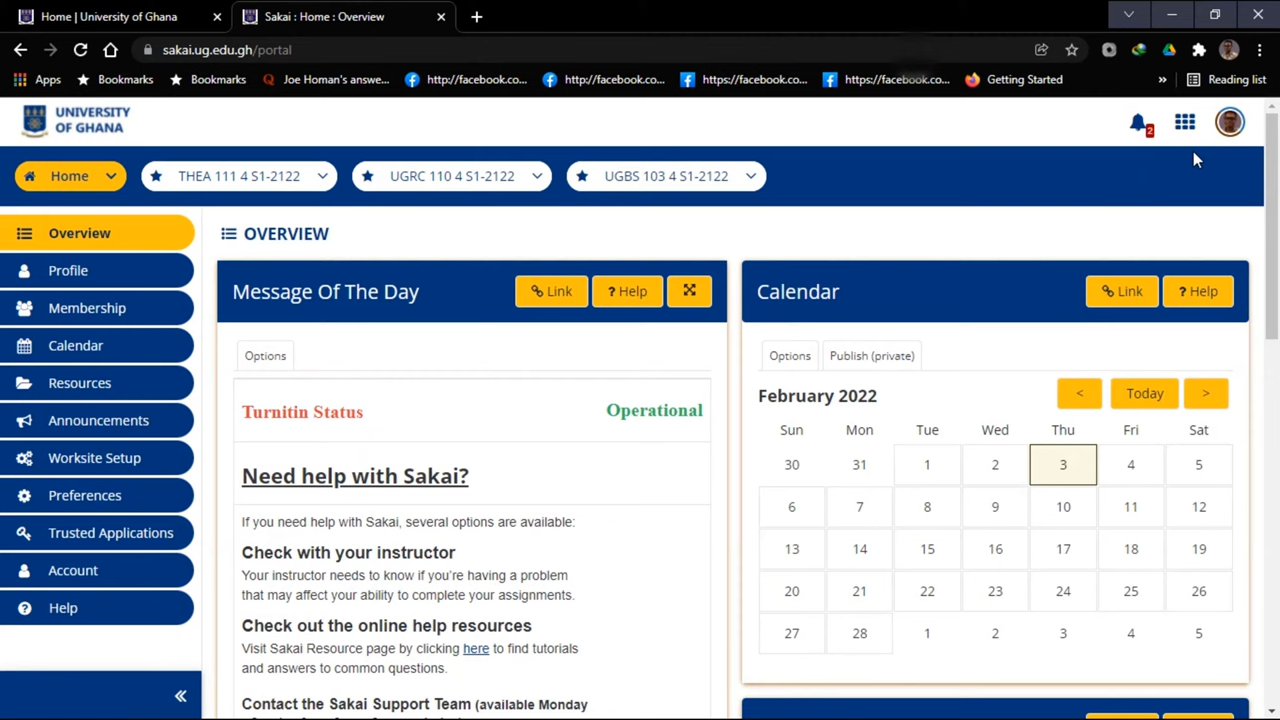 Home | University of Ghana
Sakai : Home : Overview
sakai.ug.edu.gh/portal
Apps
Bookmarks
Bookmarks
Joe Homan's answe...
http://facebook.co...
http://facebook.co...
https://facebook.co...
https://facebook.co...
Getting Started
»
Reading list
UNIVERSITY
OF GHANA
2
Home
THEA 111 4 S1-2122
UGRC 110 4 S1-2122
UGBS 103 4 S1-2122
Overview
Profile
Membership
Calendar
Resources
Announcements
Worksite Setup
Preferences
Trusted Applications
Account
Help
OVERVIEW
Message Of The Day
Link
? Help
Options
Turnitin Status
Operational
Need help with Sakai?
If you need help with Sakai, several options are available:
Check with your instructor
Your instructor needs to know if you're having a problem
that may affect your ability to complete your assignments.
Check out the online help resources
Visit Sakai Resource page by clicking here to find tutorials
and answers to common questions.
Contact the Sakai Support Team (available Monday
Calendar
Link
? Help
Options
Publish (private)
February 2022
<
Today
>
Sun Mon Tue Wed Thu Fri Sat
30 31 1 2 3 4 5
6 7 8 9 10 11 12
13 14 15 16 17 18 19
20 21 22 23 24 25 26
27 28 1 2 3 4 5